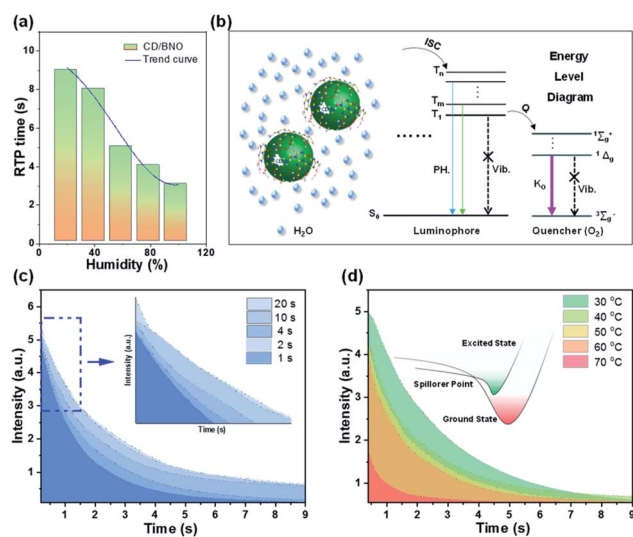 (a)
RTP time (s)
10
8
6
4
2
0
CD/BNO
Trend curve
0
40
80
120
Humidity (%)
(b)
H₂O
ISC
Tn
Tm
T1
S0
PH.
Vib.
Luminophore
Energy
Level
Diagram
Q
¹Σg⁺
¹Δg
K0
Vib.
³Σg⁻
Quencher (O₂)
(c)
Intensity (a.u.)
6
5
4
3
2
1
Intensity (a.u.)
Time (s)
20 s
10 s
4 s
2 s
1 s
1 2 3 4 5 6 7 8 9
Time (s)
(d)
Intensity (a.u.)
5
4
3
2
1
30 °C
40 °C
50 °C
60 °C
70 °C
Excited State
Spillorer Point
Ground State
1 2 3 4 5 6 7 8 9
Time (s)